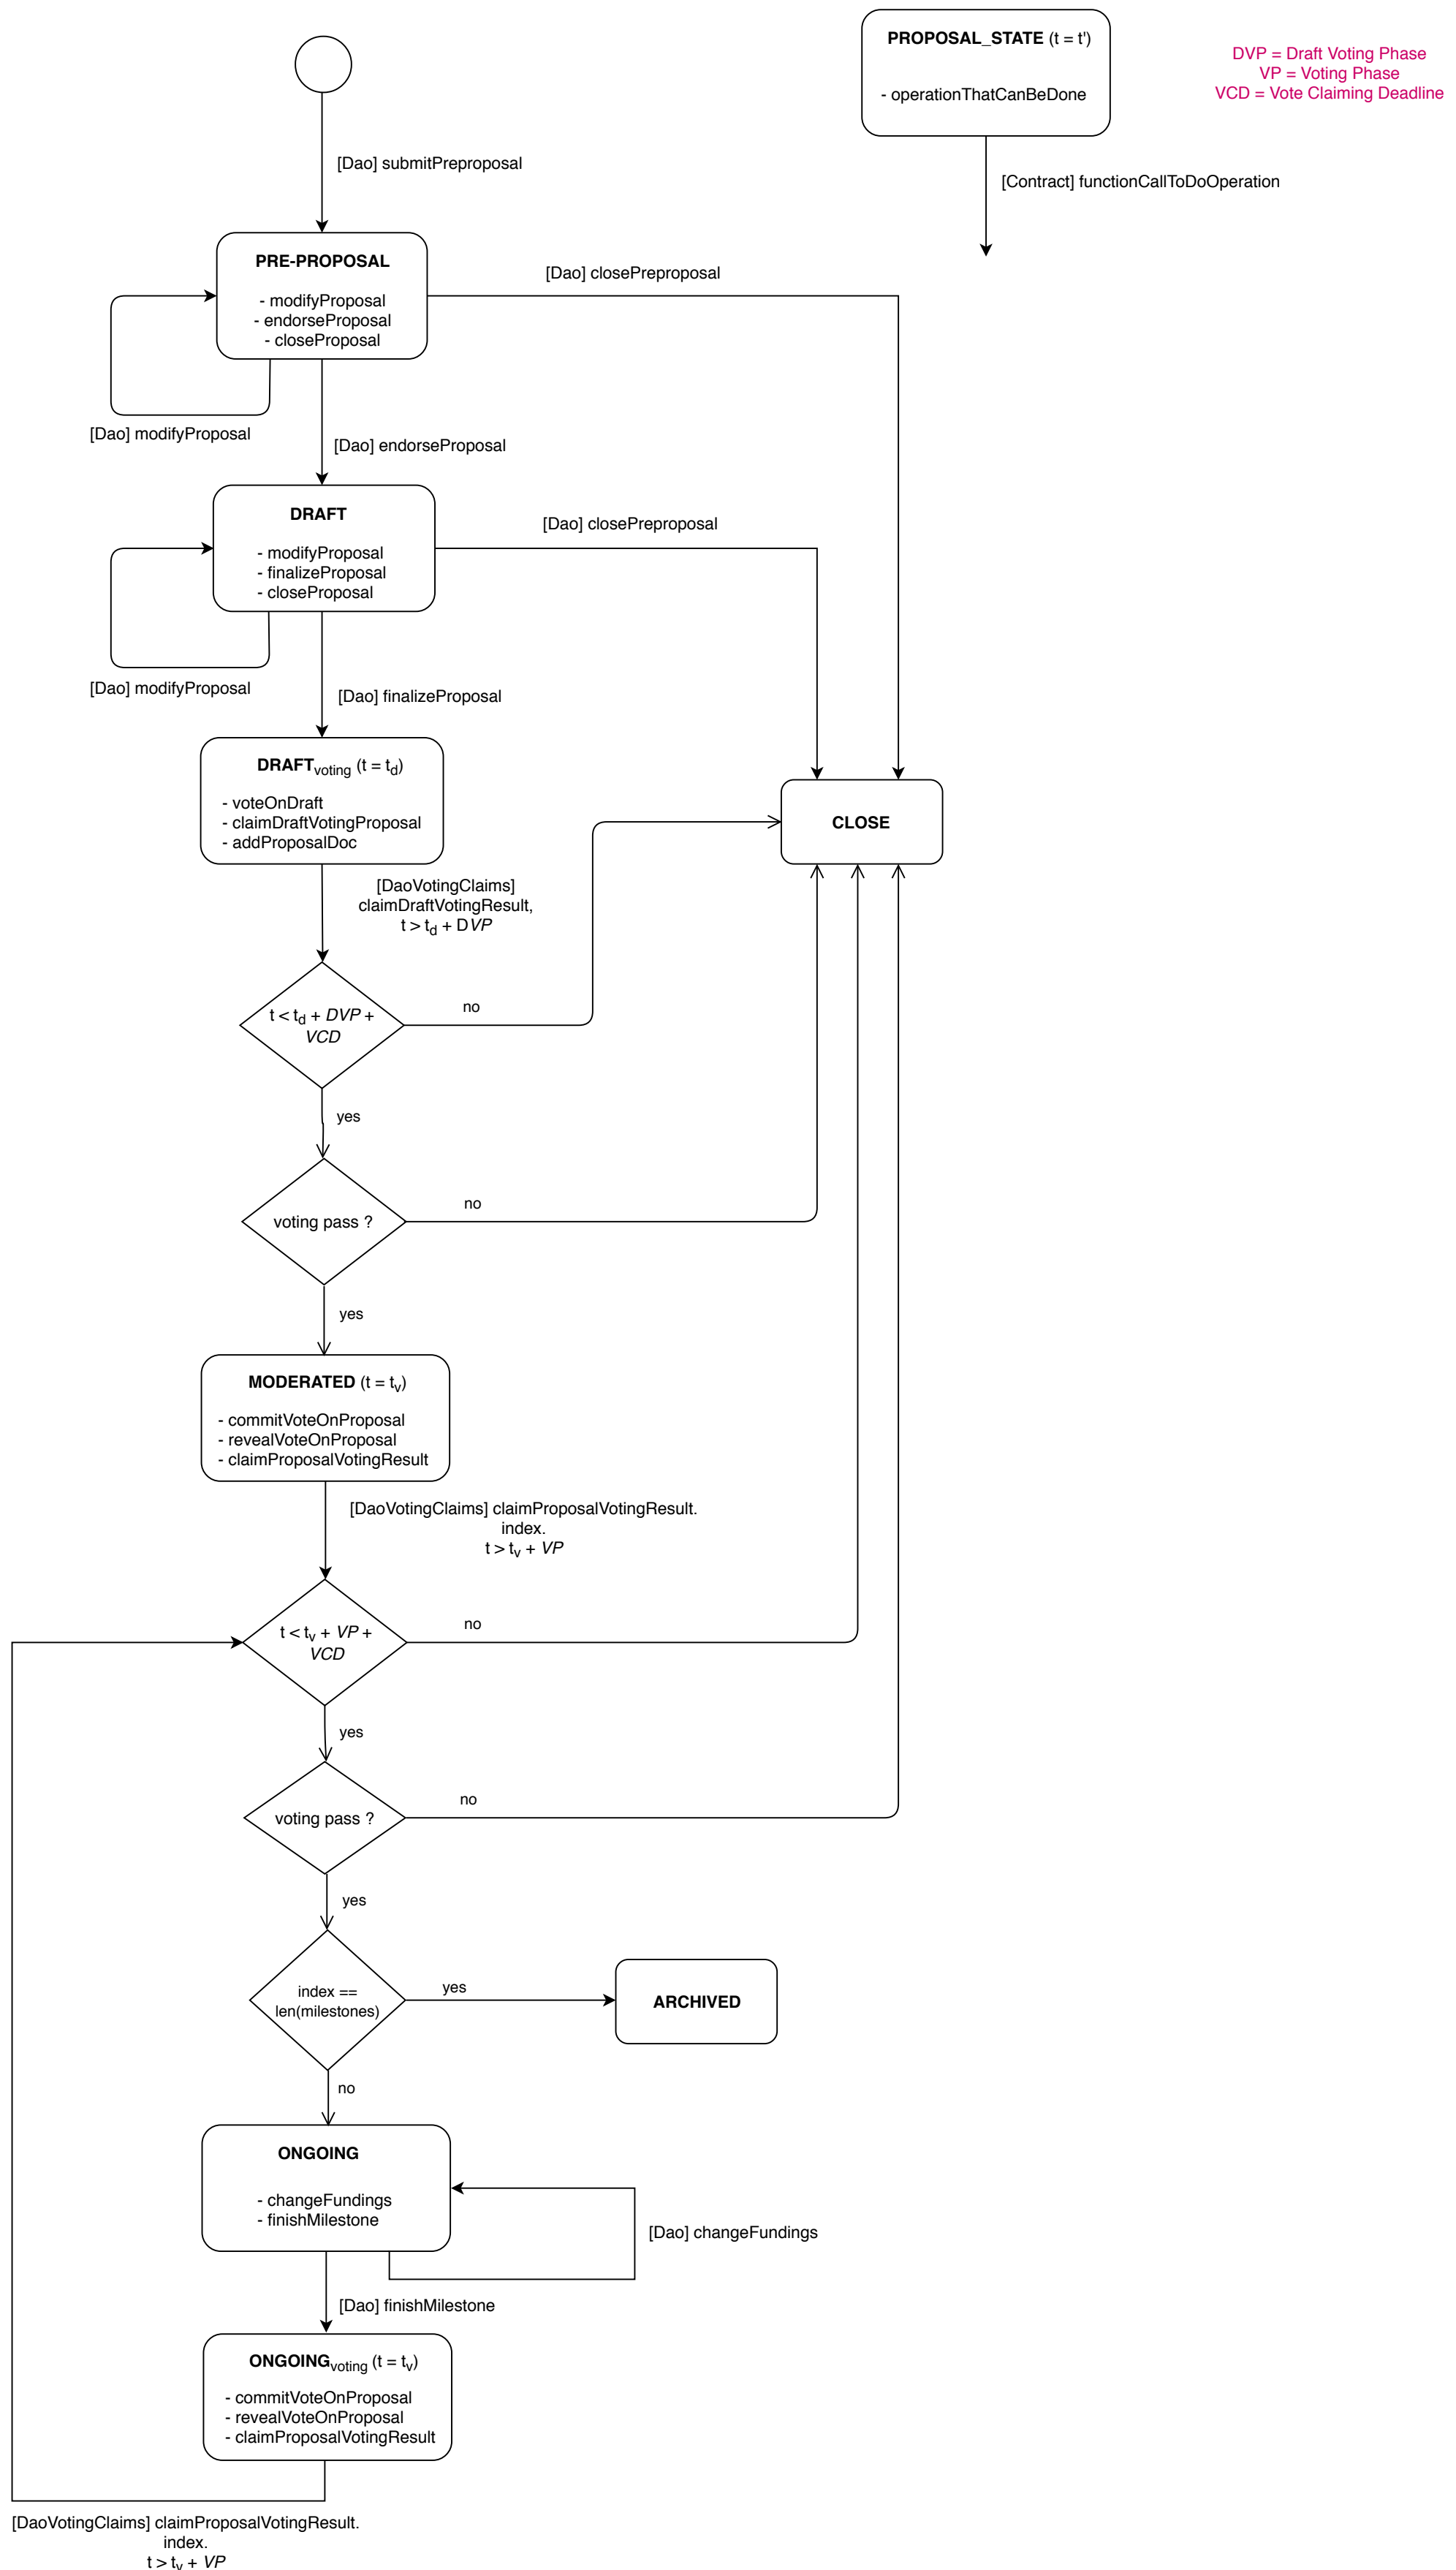 PROPOSAL_STATE (t = t')
- operationThatCanBeDone
DVP = Draft Voting Phase
VP = Voting Phase
VCD = Vote Claiming Deadline
[Dao] submitPreproposal
[Contract] functionCallToDoOperation
PRE-PROPOSAL
- modifyProposal
- endorseProposal
- closeProposal
[Dao] closePreproposal
[Dao] modifyProposal
[Dao] endorseProposal
DRAFT
- modifyProposal
- finalizeProposal
- closeProposal
[Dao] closePreproposal
[Dao] modifyProposal
[Dao] finalizeProposal
DRAFTvoting (t = td)
- voteOnDraft
- claimDraftVotingProposal
- addProposalDoc
CLOSE
[DaoVotingClaims]
claimDraftVotingResult,
t > td + DVP
t < td + DVP +
VCD
no
yes
voting pass ?
no
yes
MODERATED (t = tv)
- commitVoteOnProposal
- revealVoteOnProposal
- claimProposalVotingResult
[DaoVotingClaims] claimProposalVotingResult.
index.
t > tv + VP
t < tv + VP +
VCD
no
yes
voting pass ?
no
yes
index ==
len(milestones)
yes
ARCHIVED
no
ONGOING
- changeFundings
- finishMilestone
[Dao] changeFundings
[Dao] finishMilestone
ONGOINGvoting (t = tv)
- commitVoteOnProposal
- revealVoteOnProposal
- claimProposalVotingResult
[DaoVotingClaims] claimProposalVotingResult.
index.
t > tv + VP